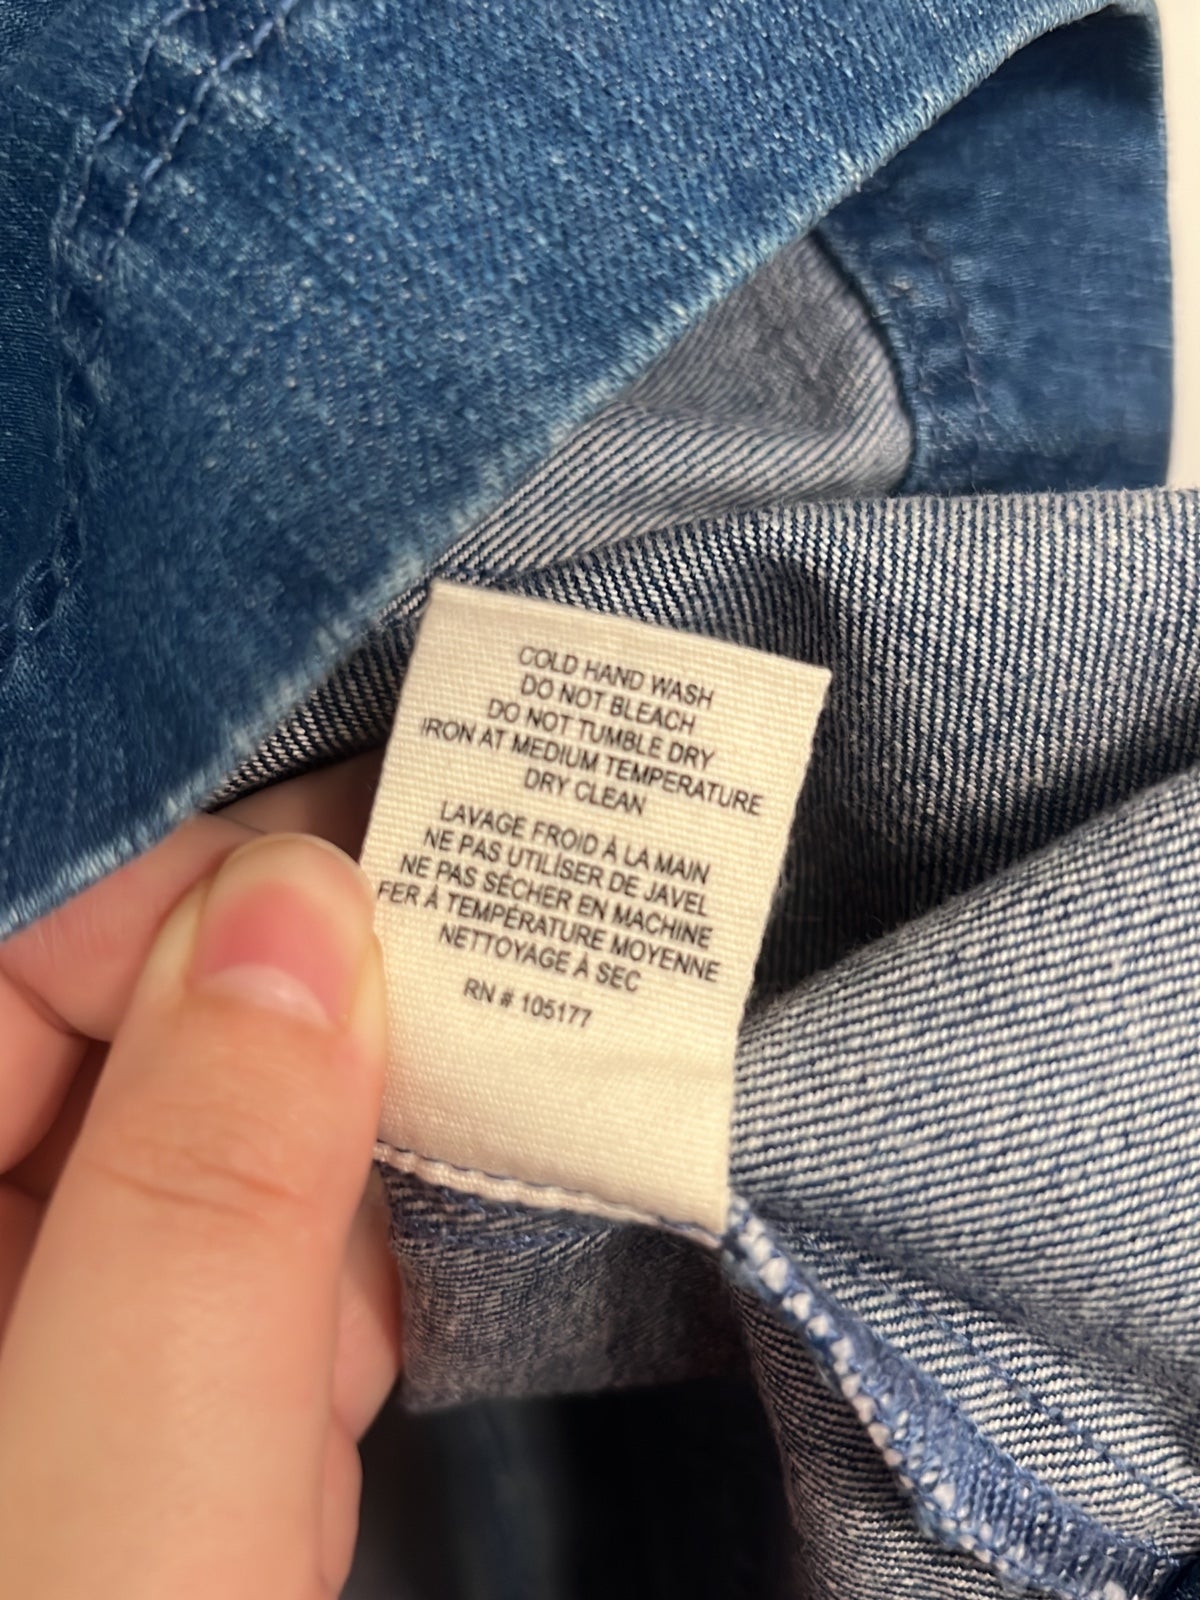 COLD HAND WASH
DO NOT BLEACH
DO NOT TUMBLE DRY
IRON AT MEDIUM TEMPERATURE
DRY CLEAN
LAVAGE FROID À LA MAIN
NE PAS UTILISER DE JAVEL
NE PAS SÉCHER EN MACHINE
FER À TEMPÉRATURE MOYENNE
NETTOYAGE À SEC
RN # 105177